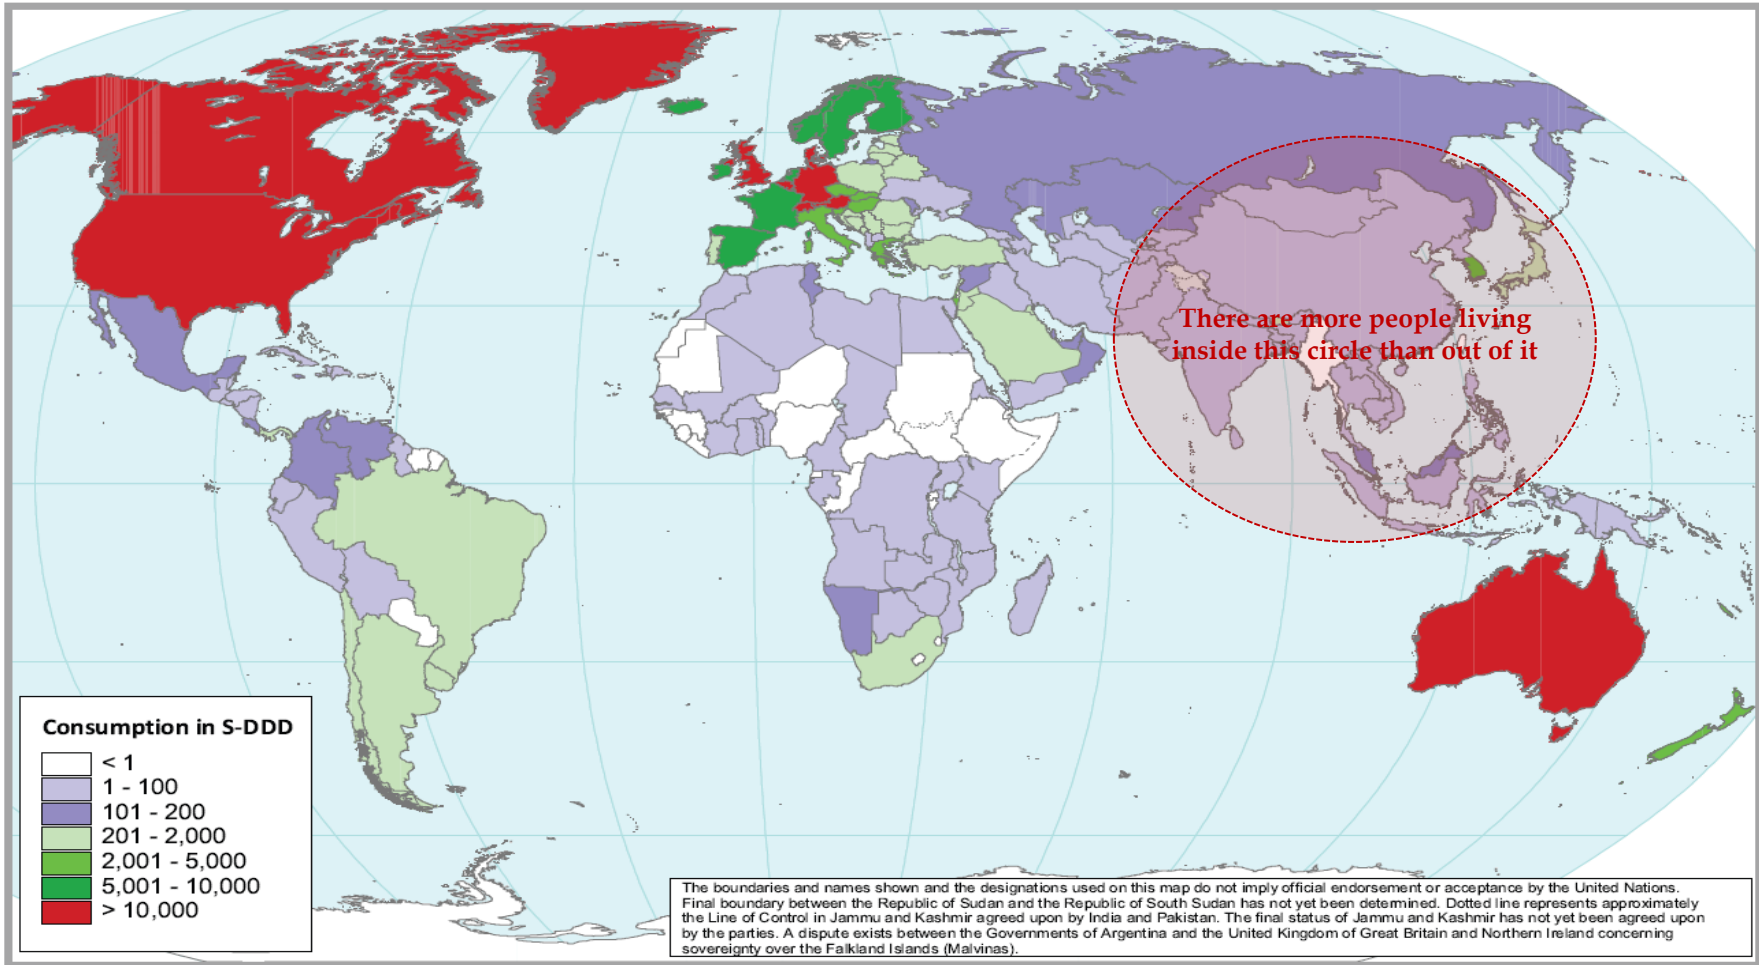 There are more people living
inside this circle than out of it
Consumption in S-DDD
< 1
1 - 100
101 - 200
201 - 2,000
2,001 - 5,000
5,001 - 10,000
> 10,000
The boundaries and names shown and the designations used on this map do not imply official endorsement or acceptance by the United Nations.
Final boundary between the Republic of Sudan and the Republic of South Sudan has not yet been determined. Dotted line represents approximately
the Line of Control in Jammu and Kashmir agreed upon by India and Pakistan. The final status of Jammu and Kashmir has not yet been agreed upon
by the parties. A dispute exists between the Governments of Argentina and the United Kingdom of Great Britain and Northern Ireland concerning
sovereignty over the Falkland Islands (Malvinas).